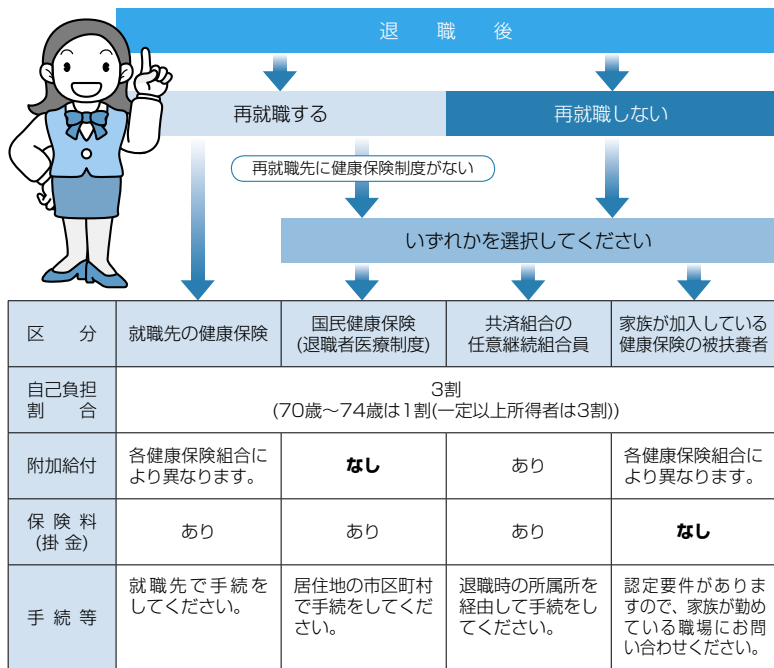 退職後
再就職する
再就職しない
再就職先に健康保険制度がない
いずれかを選択してください
区分
就職先の健康保険
国民健康保険
(退職者医療制度)
共済組合の
任意継続組合員
家族が加入している
健康保険の被扶養者
自己負担
割合
3割
(70歳～74歳は1割(一定以上所得者は3割))
附加給付
各健康保険組合に
より異なります。
なし
あり
各健康保険組合に
より異なります。
保険料
(掛金)
あり
あり
あり
なし
手続等
就職先で手続を
してください。
居住地の市区町村
で手続をしてくだ
さい。
退職時の所属所を
経由して手続をし
てください。
認定要件がありま
すので、家族が勤め
ている職場にお問
い合わせください。